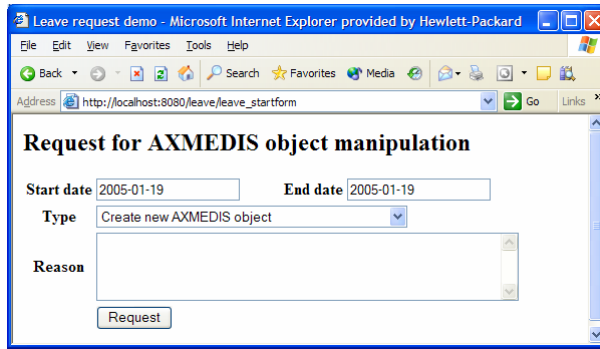 Leave request demo - Microsoft Internet Explorer provided by Hewlett-Packard
File Edit View Favorites Tools Help
Back Search Favorites Media
Address http://localhost:8080/leave/leave_startform Go Links »
Request for AXMEDIS object manipulation
Start date 2005-01-19 End date 2005-01-19
Type Create new AXMEDIS object
Reason
Request